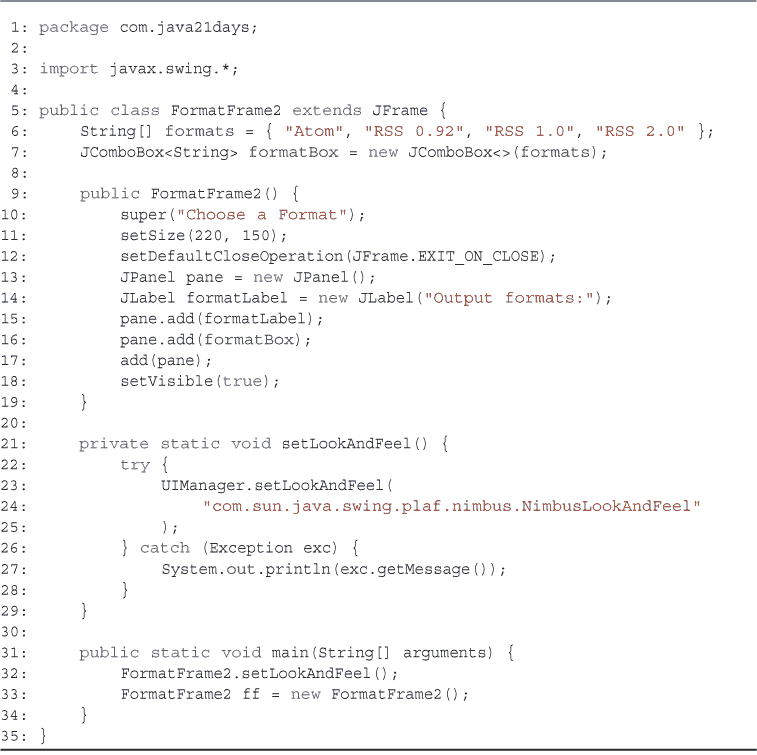 1: package com.java21days;
2:
3: import javax.swing.*;
4:
5: public class FormatFrame2 extends JFrame {
6:     String[] formats = { "Atom", "RSS 0.92", "RSS 1.0", "RSS 2.0" };
7:     JComboBox<String> formatBox = new JComboBox<>(formats);
8:
9:     public FormatFrame2() {
10:         super("Choose a Format");
11:         setSize(220, 150);
12:         setDefaultCloseOperation(JFrame.EXIT_ON_CLOSE);
13:         JPanel pane = new JPanel();
14:         JLabel formatLabel = new JLabel("Output formats:");
15:         pane.add(formatLabel);
16:         pane.add(formatBox);
17:         add(pane);
18:         setVisible(true);
19:     }
20:
21:     private static void setLookAndFeel() {
22:         try {
23:             UIManager.setLookAndFeel(
24:                 "com.sun.java.swing.plaf.nimbus.NimbusLookAndFeel"
25:             );
26:         } catch (Exception exc) {
27:             System.out.println(exc.getMessage());
28:         }
29:     }
30:
31:     public static void main(String[] arguments) {
32:         FormatFrame2.setLookAndFeel();
33:         FormatFrame2 ff = new FormatFrame2();
34:     }
35: }